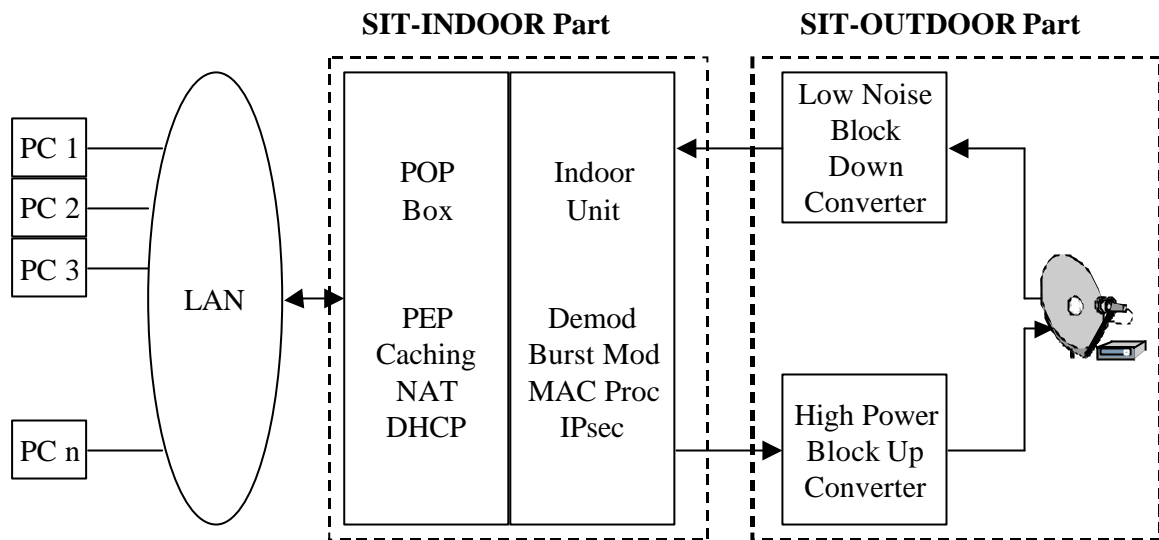 SIT-INDOOR Part
SIT-OUTDOOR Part
PC 1
PC 2
PC 3
PC n
LAN
POP
Box
PEP
Caching
NAT
DHCP
Indoor
Unit
Demod
Burst Mod
MAC Proc
IPsec
Low Noise
Block
Down
Converter
High Power
Block Up
Converter